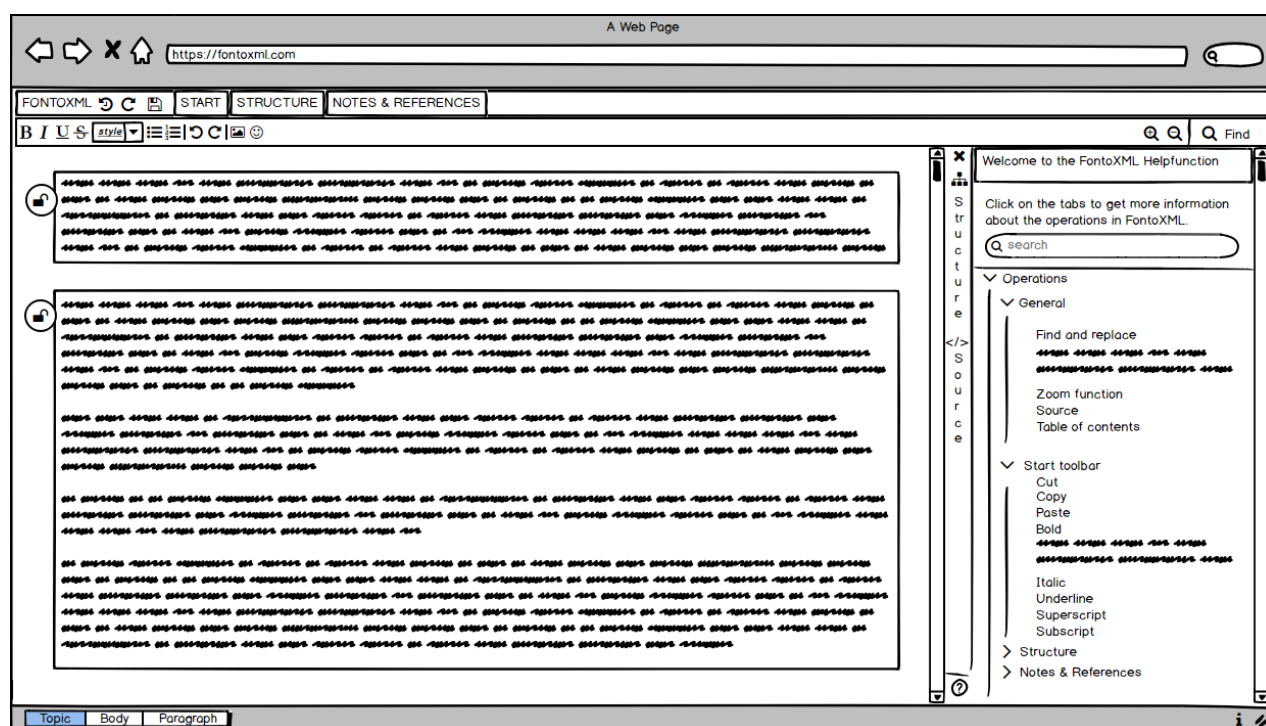 A Web Page
https://fontoxml.com
FONTOXML START STRUCTURE NOTES & REFERENCES
B I U S style Find
Welcome to the FontoXML Helpfunction
Click on the tabs to get more information
about the operations in FontoXML.
search
Structure
</>
Source
Operations
General
Find and replace
Zoom function
Source
Table of contents
Start toolbar
Cut
Copy
Paste
Bold
Italic
Underline
Superscript
Subscript
Structure
Notes & References
Topic Body Paragraph